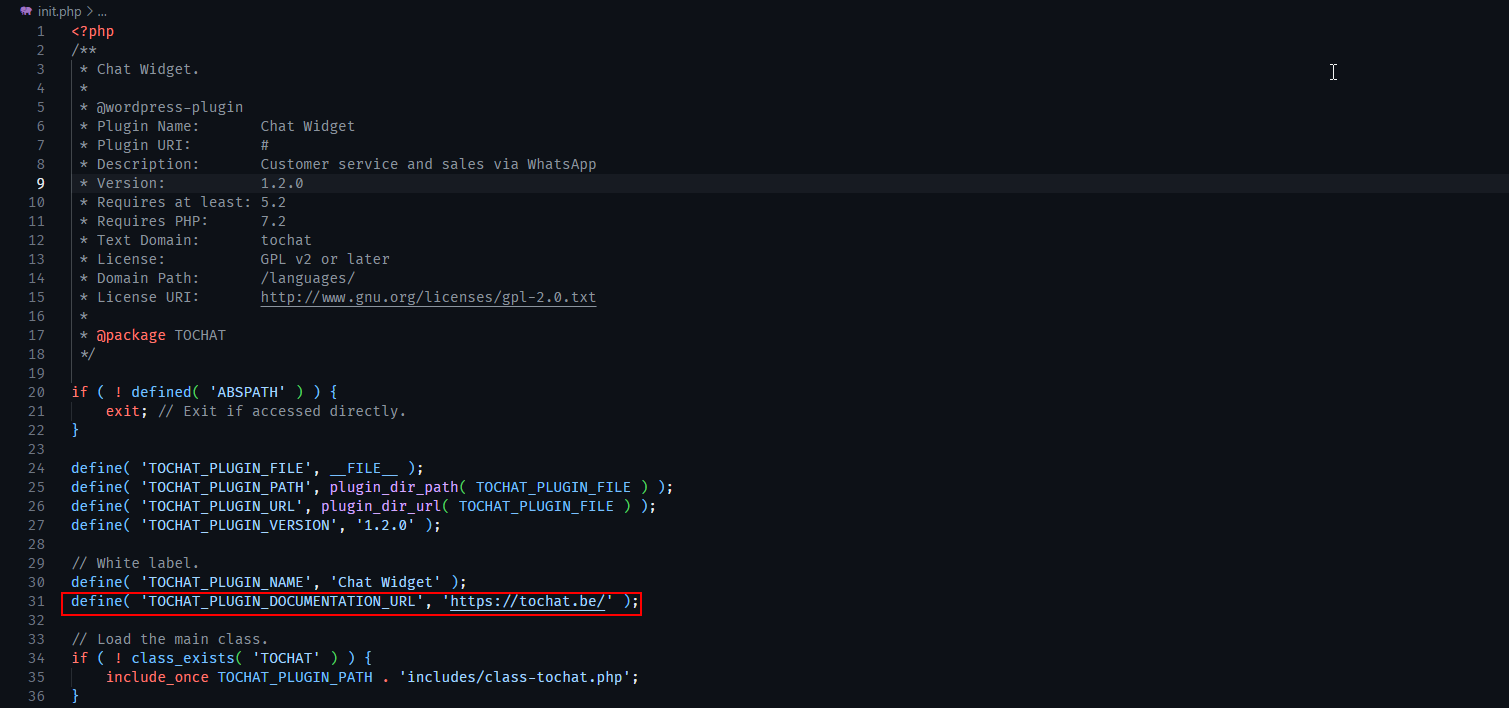 init.php > ...
1 <?php
2 /**
3  * Chat Widget.
4  *
5  * @wordpress-plugin
6  * Plugin Name:       Chat Widget
7  * Plugin URI:        #
8  * Description:       Customer service and sales via WhatsApp
9  * Version:           1.2.0
10  * Requires at least: 5.2
11  * Requires PHP:      7.2
12  * Text Domain:       tochat
13  * License:           GPL v2 or later
14  * Domain Path:       /languages/
15  * License URI:       http://www.gnu.org/licenses/gpl-2.0.txt
16  *
17  * @package TOCHAT
18  */
19
20 if ( ! defined( 'ABSPATH' ) ) {
21     exit; // Exit if accessed directly.
22 }
23
24 define( 'TOCHAT_PLUGIN_FILE', __FILE__ );
25 define( 'TOCHAT_PLUGIN_PATH', plugin_dir_path( TOCHAT_PLUGIN_FILE ) );
26 define( 'TOCHAT_PLUGIN_URL', plugin_dir_url( TOCHAT_PLUGIN_FILE ) );
27 define( 'TOCHAT_PLUGIN_VERSION', '1.2.0' );
28
29 // White label.
30 define( 'TOCHAT_PLUGIN_NAME', 'Chat Widget' );
31 define( 'TOCHAT_PLUGIN_DOCUMENTATION_URL', 'https://tochat.be/' );
32
33 // Load the main class.
34 if ( ! class_exists( 'TOCHAT' ) ) {
35     include_once TOCHAT_PLUGIN_PATH . 'includes/class-tochat.php';
36 }